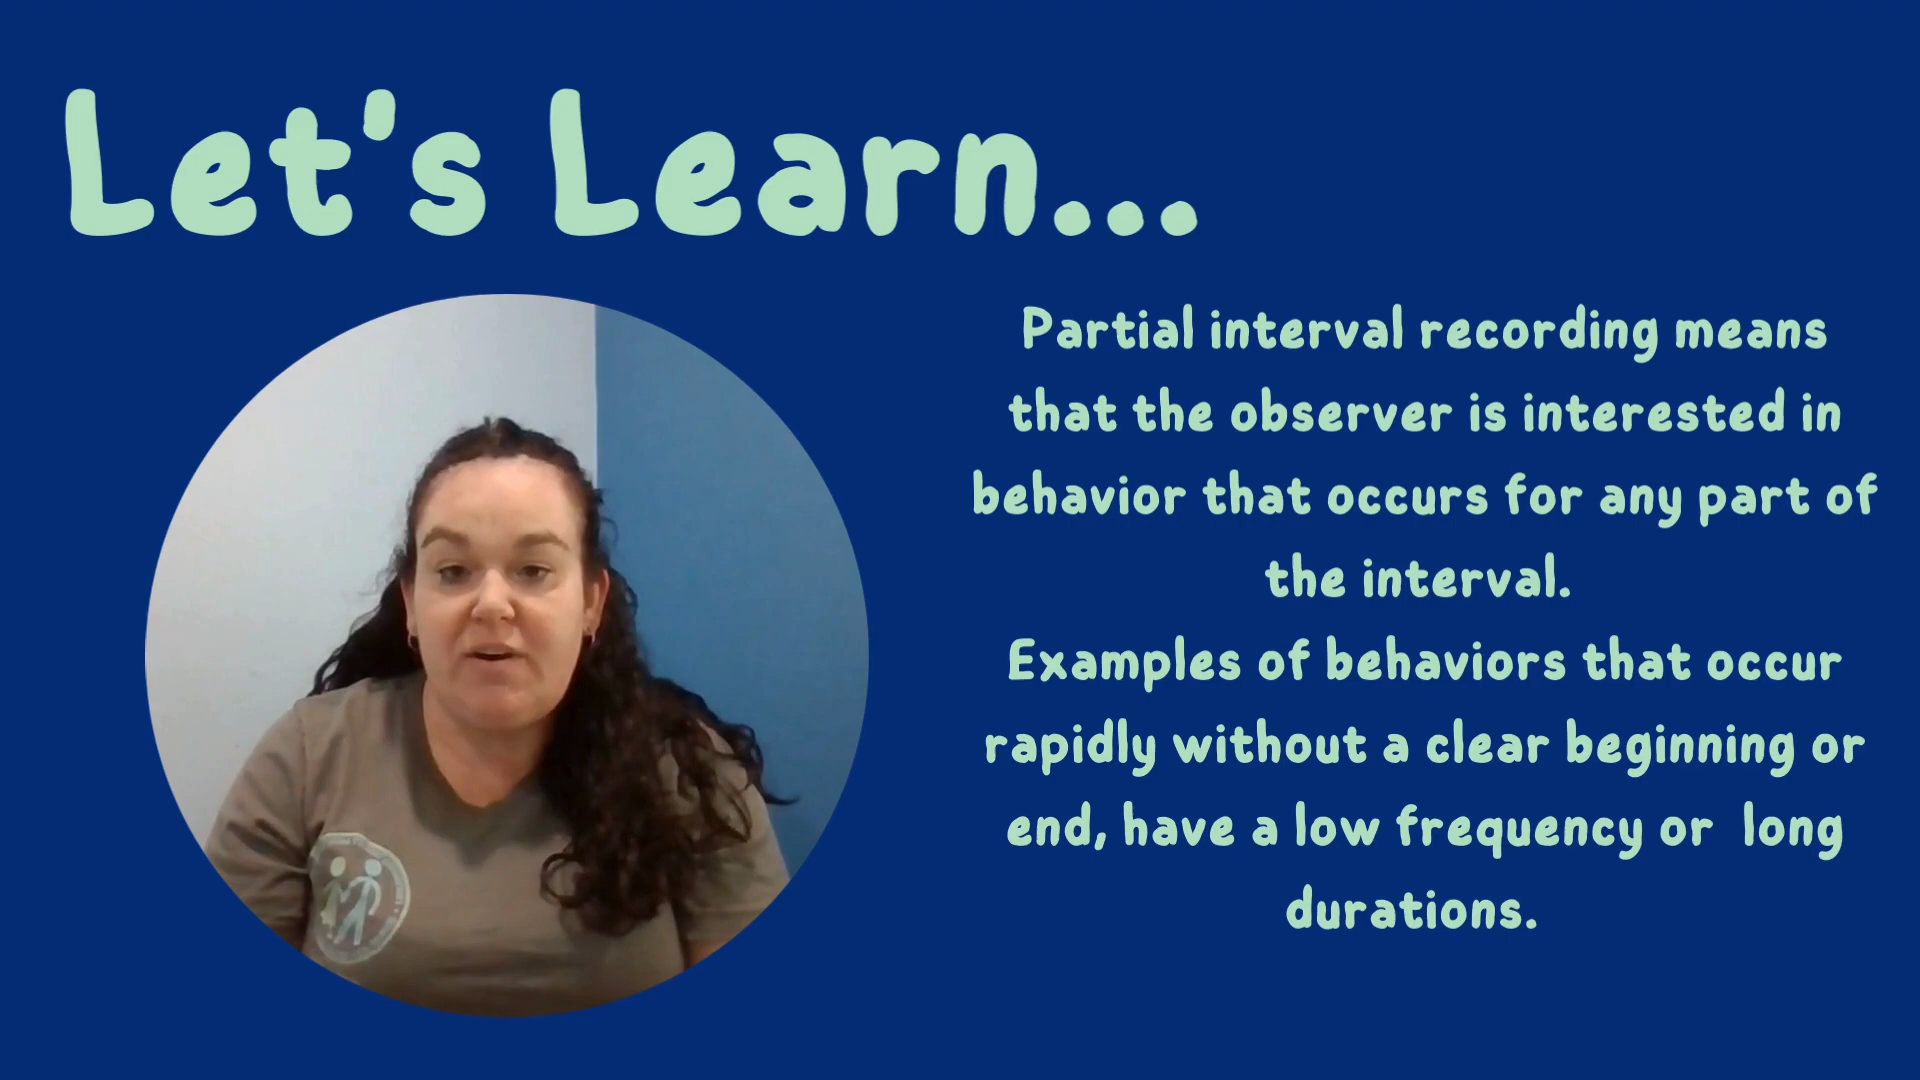 Let's Learn...
Partial interval recording means
that the observer is interested in
behavior that occurs for any part of
the interval.
Examples of behaviors that occur
rapidly without a clear beginning or
end, have a low frequency or  long
durations.